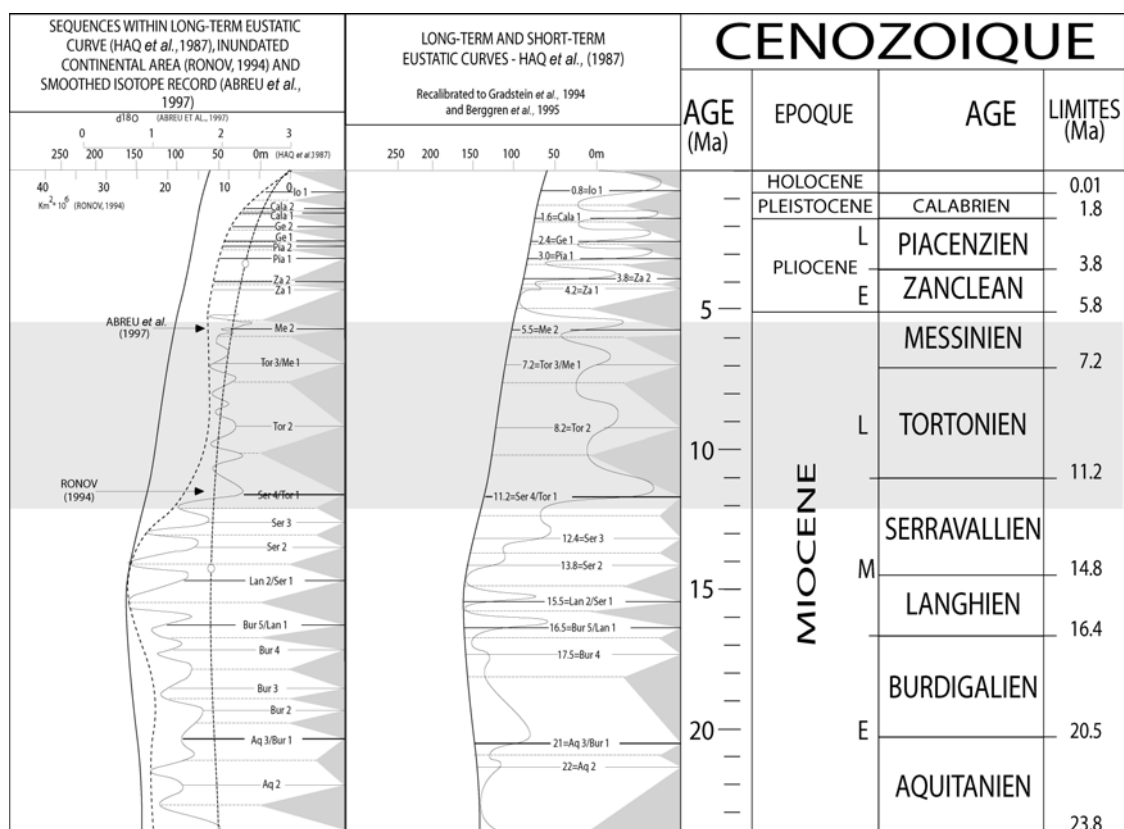 SEQUENCES WITHIN LONG-TERM EUSTATIC
CURVE (HAQ et al., 1987), INUNDATED
CONTINENTAL AREA (RONOV, 1994) AND
SMOOTHED ISOTOPE RECORD (ABREU et al.,
1997)
d18O (ABREU ET AL., 1997)
0 1 2 3
250 200 150 100 50 0m (HAQ et al. 1987)
40 30 20 10 0
Km2 * 10 6 (RONOV, 1994)
Io 1
Cala 2
Cala 1
Ge 2
Ge 1
Pia 2
Pia 1
Za 2
Za 1
ABREU et al.
(1997)
Me 2
Tor 3/Me 1
Tor 2
RONOV
(1994)
Ser 4/Tor 1
Ser 3
Ser 2
Lan 2/Ser 1
Bur 5/Lan 1
Bur 4
Bur 3
Bur 2
Aq 3/Bur 1
Aq 2
LONG-TERM AND SHORT-TERM
EUSTATIC CURVES - HAQ et al., (1987)
Recalibrated to Gradstein et al., 1994
and Berggren et al., 1995
250 200 150 100 50 0m
0.8=Io 1
1.6=Cala 1
2.4=Ge 1
3.0=Pia 1
3.8=Za 2
4.2=Za 1
5.5=Me 2
7.2=Tor 3/Me 1
8.2=Tor 2
11.2=Ser 4/Tor 1
12.4=Ser 3
13.8=Ser 2
15.5=Lan 2/Ser 1
16.5=Bur 5/Lan 1
17.5=Bur 4
21=Aq 3/Bur 1
22=Aq 2
CENOZOIQUE
AGE
(Ma)
EPOQUE
AGE
LIMITES
(Ma)
5
10
15
20
HOLOCENE
PLEISTOCENE
L
PLIOCENE
E
L
MIOCENE
M
E
CALABRIEN
PIACENZIEN
ZANCLEAN
MESSINIEN
TORTONIEN
SERRAVALLIEN
LANGHIEN
BURDIGALIEN
AQUITANIEN
0.01
1.8
3.8
5.8
7.2
11.2
14.8
16.4
20.5
23.8